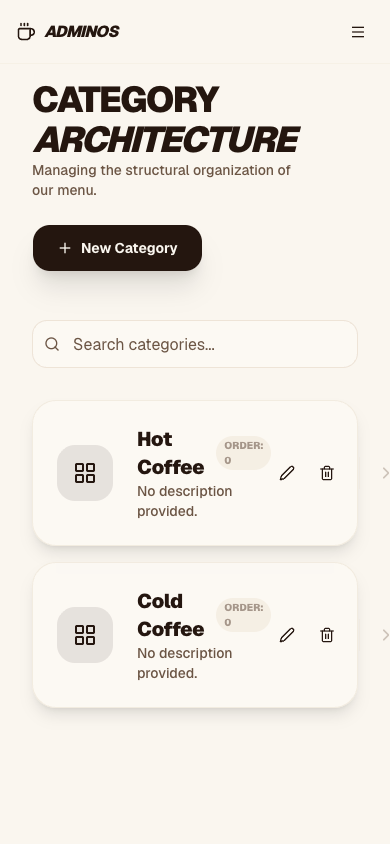 ADMINOS
CATEGORY
ARCHITECTURE
Managing the structural organization of
our menu.
New Category
Search categories...
Hot
Coffee
ORDER:
0
No description
provided.
Cold
Coffee
ORDER:
0
No description
provided.